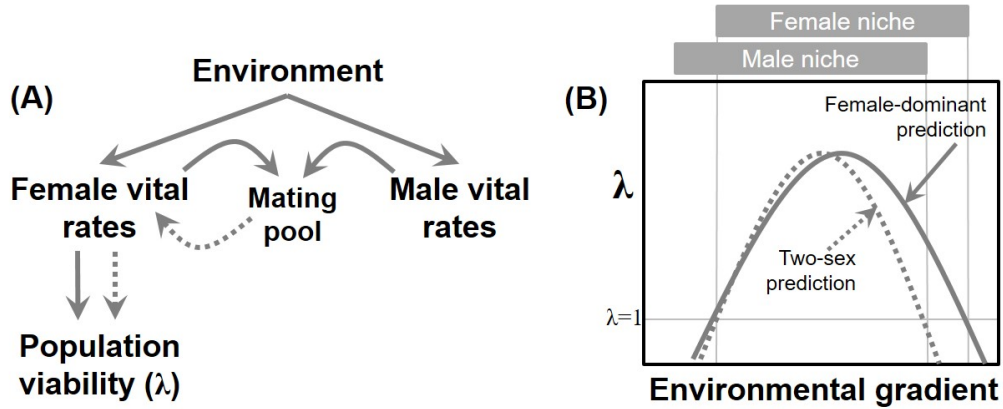 (A)
Environment
Female vital
rates
Mating
pool
Male vital
rates
Population
viability (λ)
Female niche
Male niche
(B)
Female-dominant
prediction
λ
Two-sex
prediction
λ=1
Environmental gradient